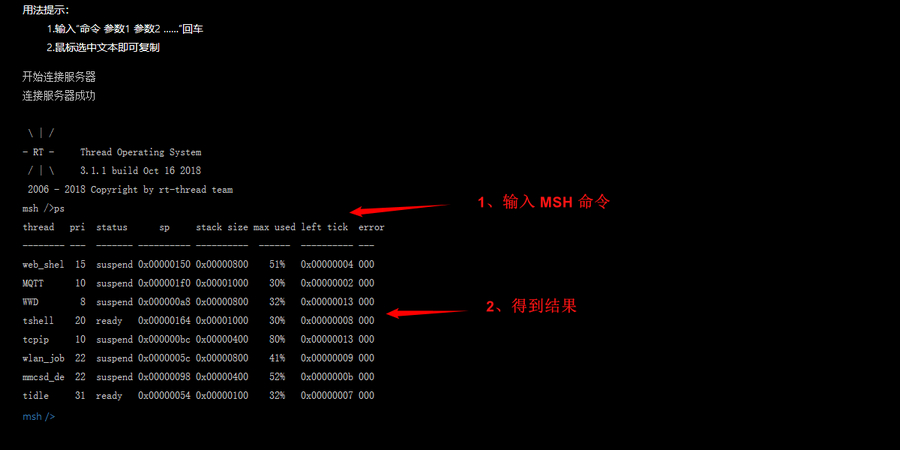 用法提示：
1.输入“命令 参数1 参数2 ......”回车
2.鼠标选中文本即可复制
开始连接服务器
连接服务器成功
\ | /
- RT - Thread Operating System
/ | \ 3.1.1 build Oct 16 2018
2006 - 2018 Copyright by rt-thread team
msh />ps
1、输入 MSH 命令
thread pri status sp stack size max used left tick error
-------- --- ------- ---------- ---------- ------ ---------- ---
web_shel 15 suspend 0x00000150 0x00000800 51% 0x00000004 000
MQTT 10 suspend 0x000001f0 0x00001000 30% 0x00000002 000
WWD 8 suspend 0x000000a8 0x00000800 32% 0x00000013 000
2、得到结果
tshell 20 ready 0x00000164 0x00001000 30% 0x00000008 000
tcpip 10 suspend 0x000000bc 0x00000400 80% 0x00000013 000
wlan_job 22 suspend 0x0000005c 0x00000800 41% 0x00000009 000
mmcsd_de 22 suspend 0x00000098 0x00000400 52% 0x0000000b 000
tidle 31 ready 0x00000054 0x00000100 32% 0x00000007 000
msh />